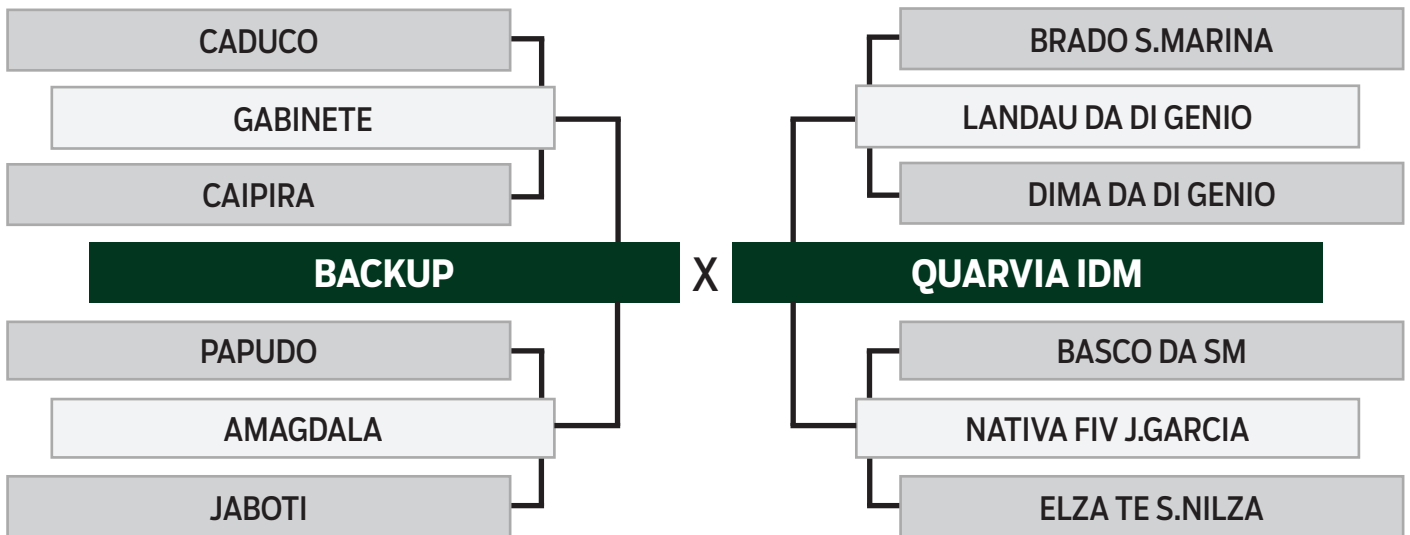 CADUCO
GABINETE
CAIPIRA
BACKUP
PAPUDO
AMAGDALA
JABOTI
X
BRADO S.MARINA
LANDAU DA DI GENIO
DIMA DA DI GENIO
QUARVIA IDM
BASCO DA SM
NATIVA FIV J.GARCIA
ELZA TE S.NILZA